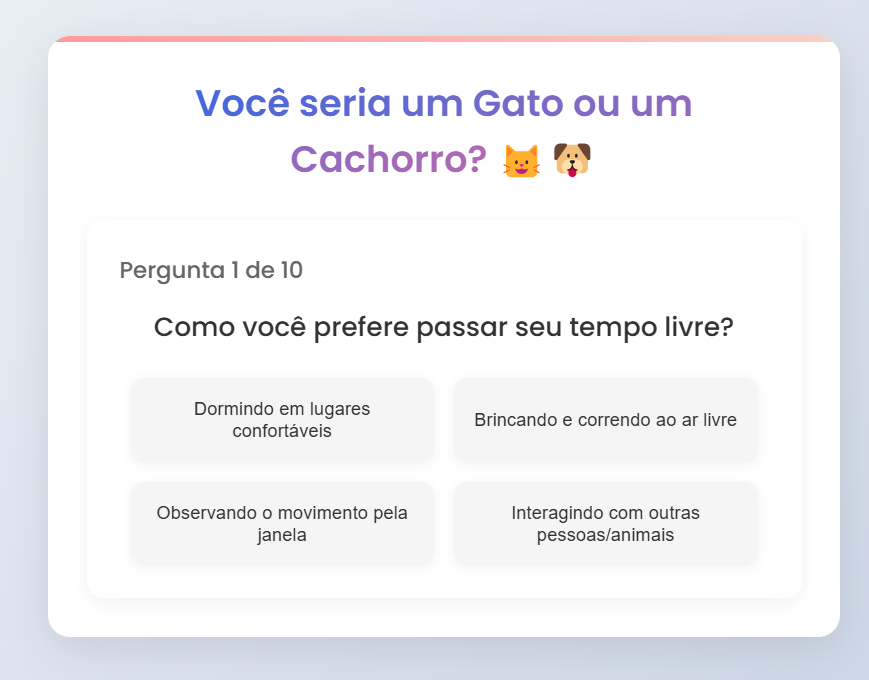 Você seria um Gato ou um
Cachorro?
Pergunta 1 de 10
Como você prefere passar seu tempo livre?
Dormindo em lugares
confortáveis
Brincando e correndo ao ar livre
Observando o movimento pela
janela
Interagindo com outras
pessoas/animais